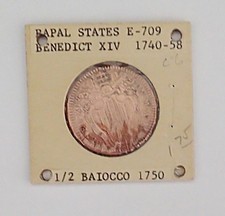 PAPAL STATES E-709
BENEDICT XIV 1740-58
1/2 BAIOCCO 1750